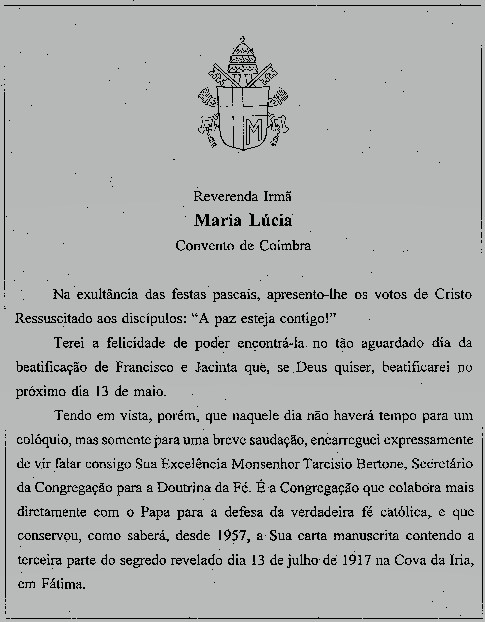 Reverenda Irmã
Maria Lúcia
Convento de Coimbra
Na exultância das festas pascais, apresento-lhe os votos de Cristo
Ressuscitado aos discípulos: “A paz esteja contigo!”
Terei a felicidade de poder encontrá-la no tão aguardado dia da
beatificação de Francisco e Jacinta que, se Deus quiser, beatificarei no
próximo dia 13 de maio.
Tendo em vista, porém, que naquele dia não haverá tempo para um
colóquio, mas somente para uma breve saudação, encarreguei expressamente
de vir falar consigo Sua Excelência Monsenhor Tarcisio Bertone, Secretário
da Congregação para a Doutrina da Fé. É a Congregação que colabora mais
diretamente com o Papa para a defesa da verdadeira fé católica, e que
conservou, como saberá, desde 1957, a Sua carta manuscrita contendo a
terceira parte do segredo revelado dia 13 de julho de 1917 na Cova da Iria,
em Fátima.